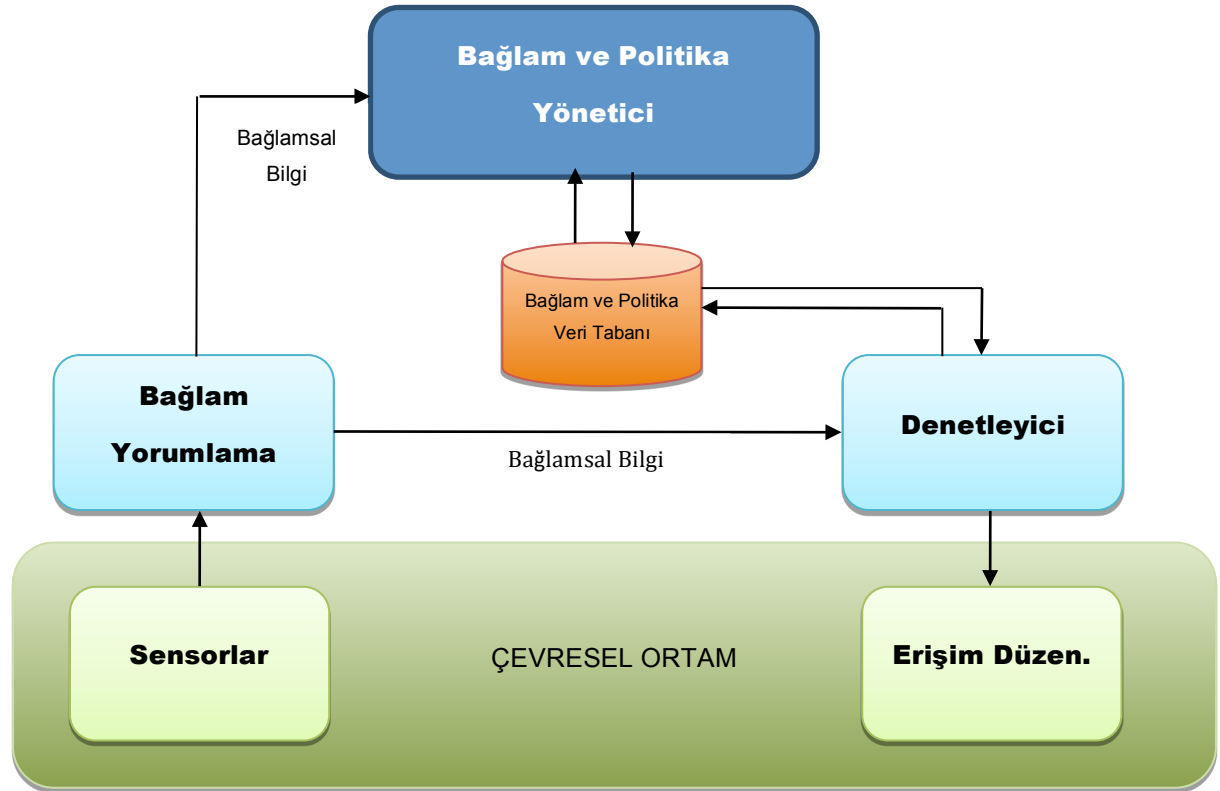 Bağlam ve Politika
Yönetici
Bağlamsal
Bilgi
Bağlam ve Politika
Veri Tabanı
Bağlam
Yorumlama
Denetleyici
Bağlamsal Bilgi
Sensorlar
ÇEVRESEL ORTAM
Erişim Düzen.